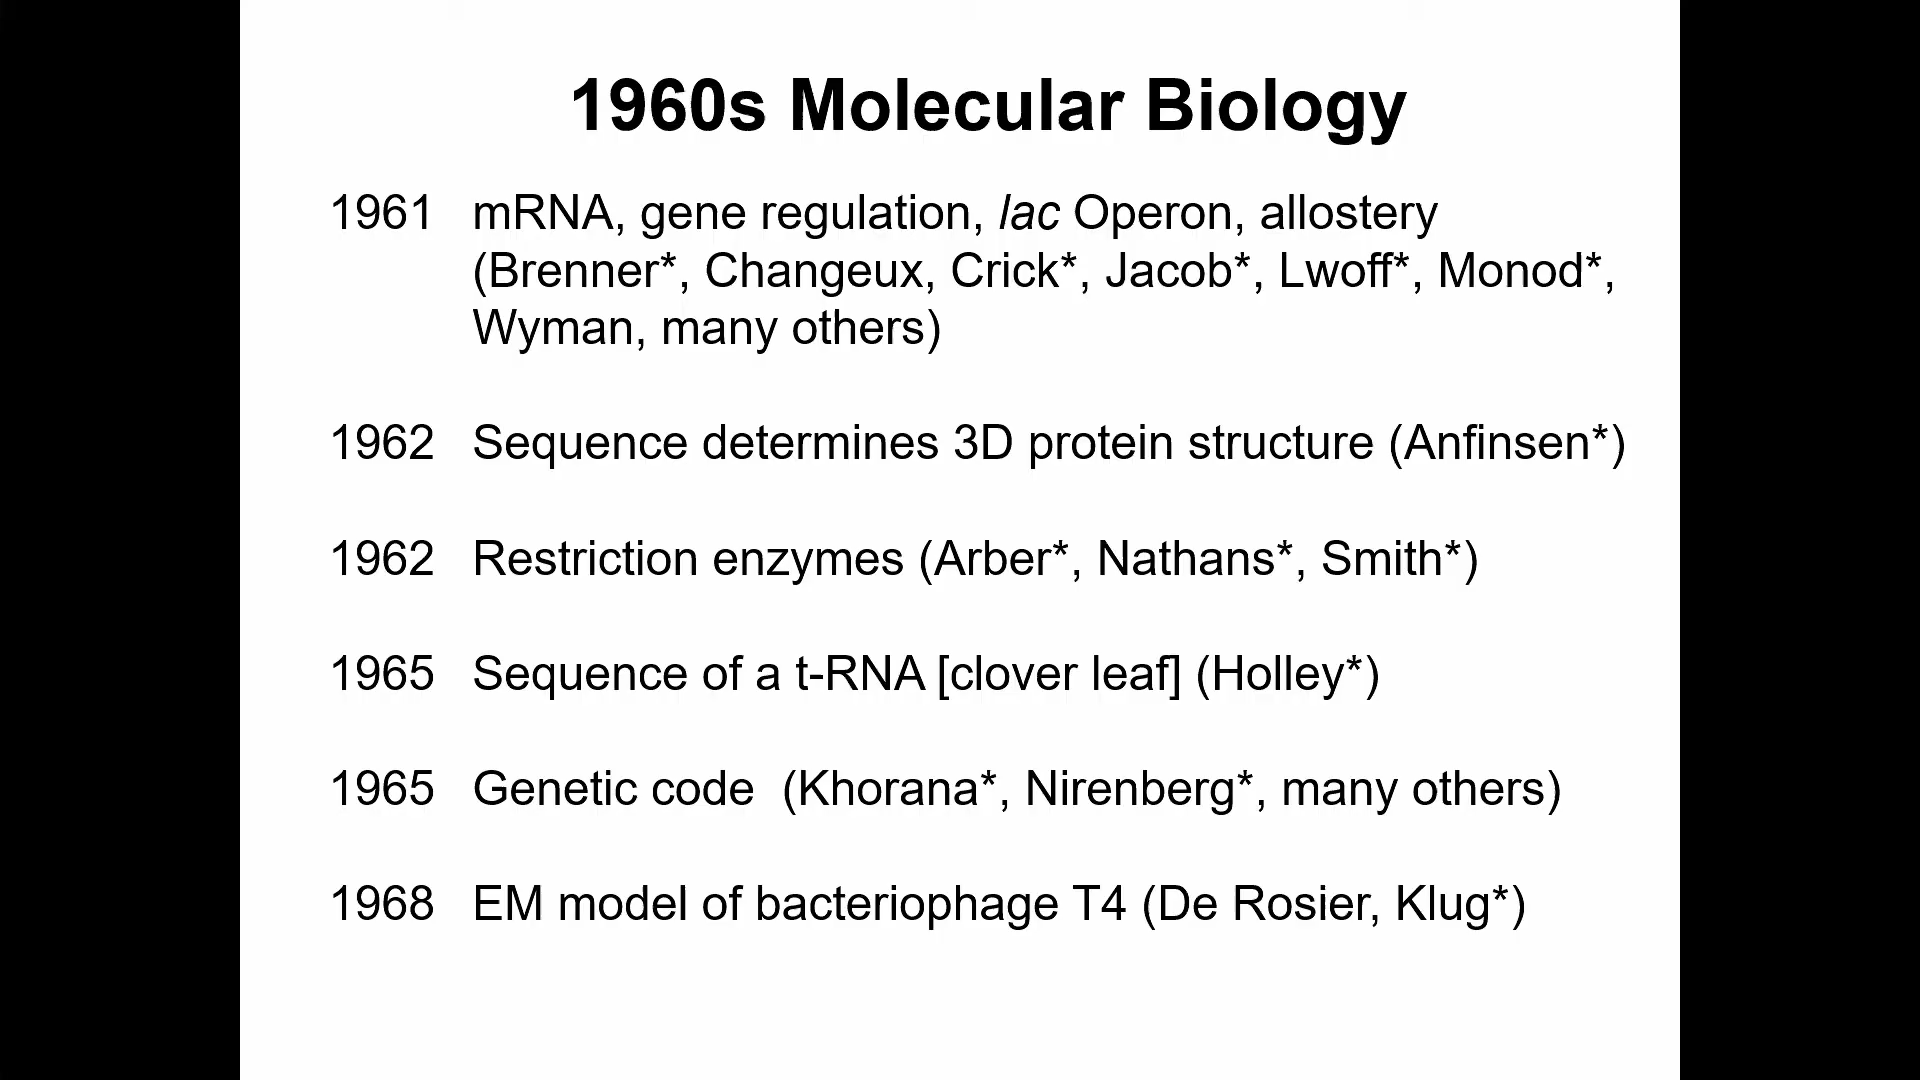 1960s Molecular Biology
1961 mRNA, gene regulation, lac Operon, allostery
(Brenner*, Changeux, Crick*, Jacob*, Lwoff*, Monod*,
Wyman, many others)
1962 Sequence determines 3D protein structure (Anfinsen*)
1962 Restriction enzymes (Arber*, Nathans*, Smith*)
1965 Sequence of a t-RNA [clover leaf] (Holley*)
1965 Genetic code (Khorana*, Nirenberg*, many others)
1968 EM model of bacteriophage T4 (De Rosier, Klug*)